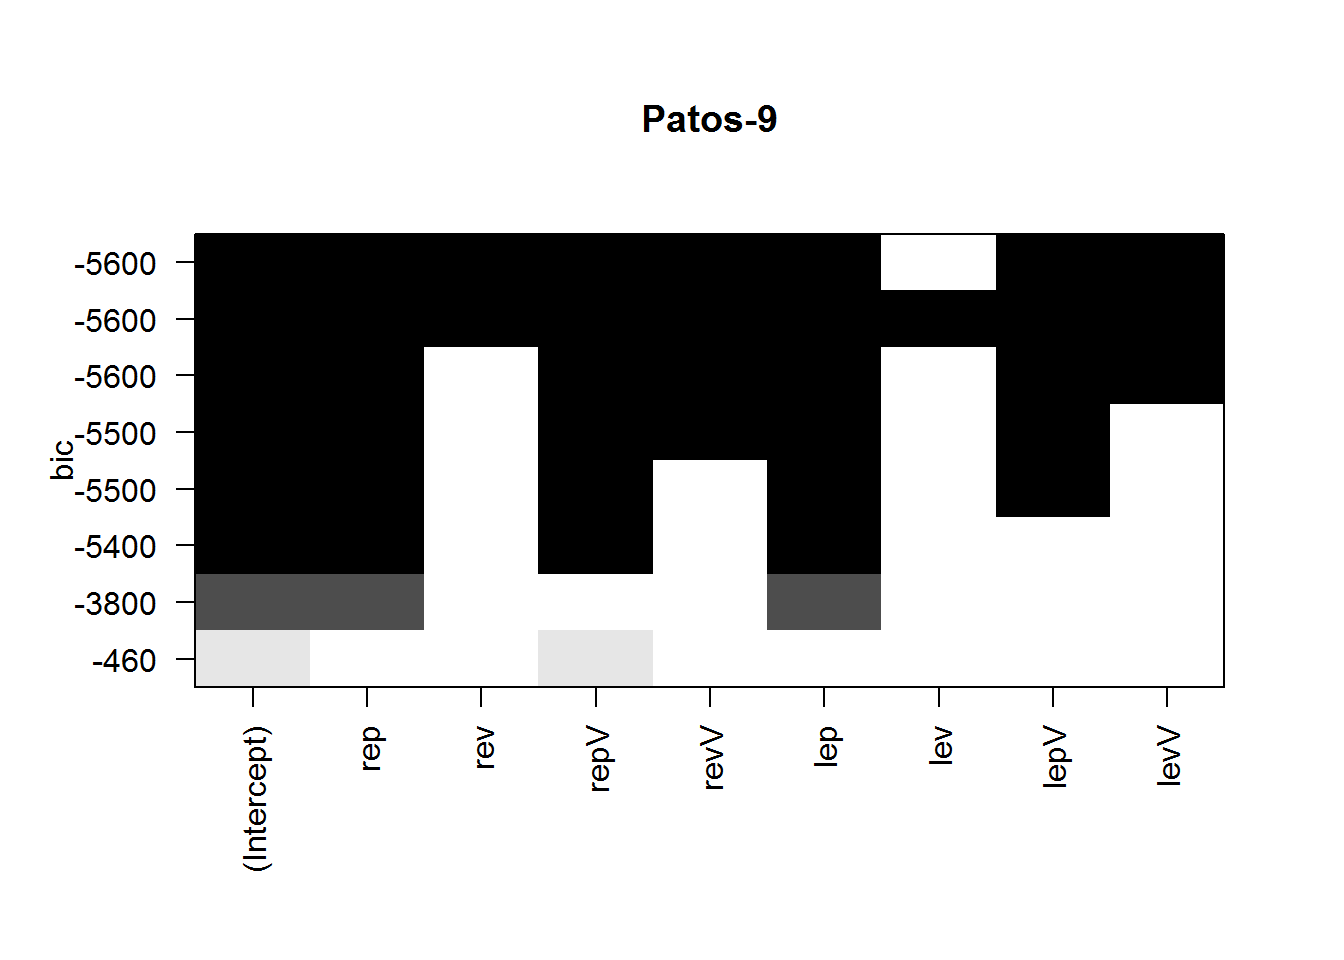 Patos-9
bic
-5600
-5600
-5600
-5500
-5500
-5400
-3800
-460
(Intercept)
rep
rev
repV
revV
lep
lev
lepV
levV